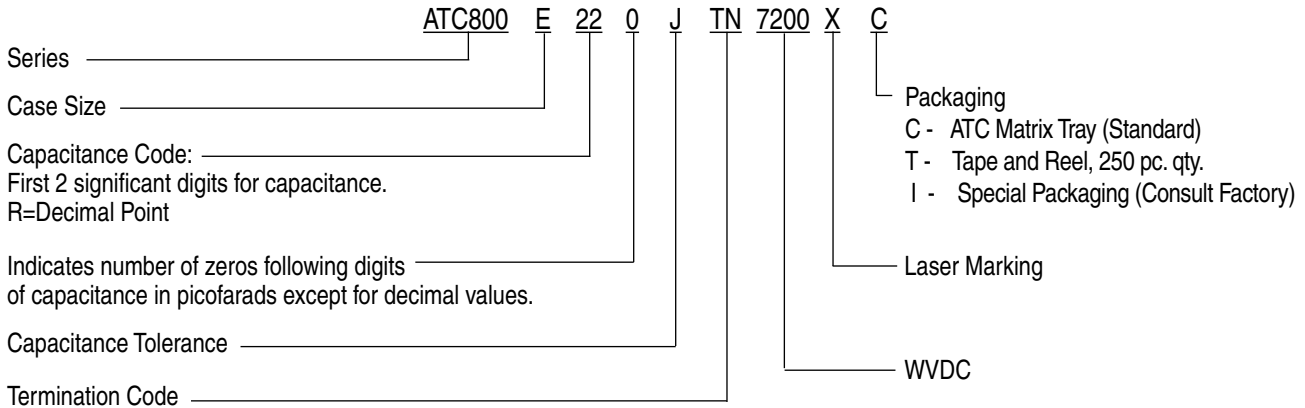 ATC800 E 22 0 J TN 7200 X C
Series
Case Size
Capacitance Code:
First 2 significant digits for capacitance.
R=Decimal Point
Indicates number of zeros following digits
of capacitance in picofarads except for decimal values.
Capacitance Tolerance
Termination Code
Packaging
C - ATC Matrix Tray (Standard)
T - Tape and Reel, 250 pc. qty.
I - Special Packaging (Consult Factory)
Laser Marking
WVDC